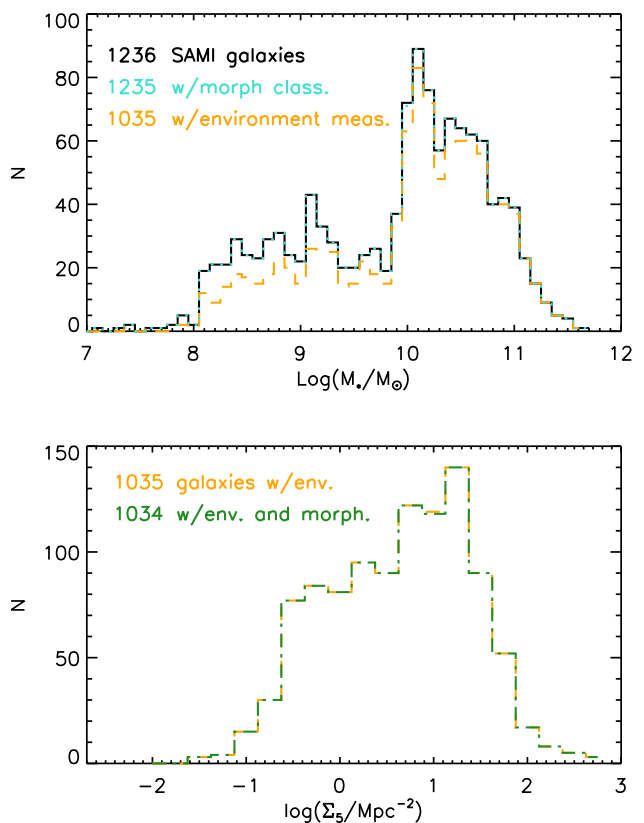 100
1236 SAMI galaxies
1235 w/morph class.
1035 w/environment meas.
80
60
N
40
20
0
7 8 9 10 11 12
Log(M⋆/M⊙)
150
1035 galaxies w/env.
1034 w/env. and morph.
100
N
50
0
−2 −1 0 1 2 3
log(Σ5/Mpc−2)